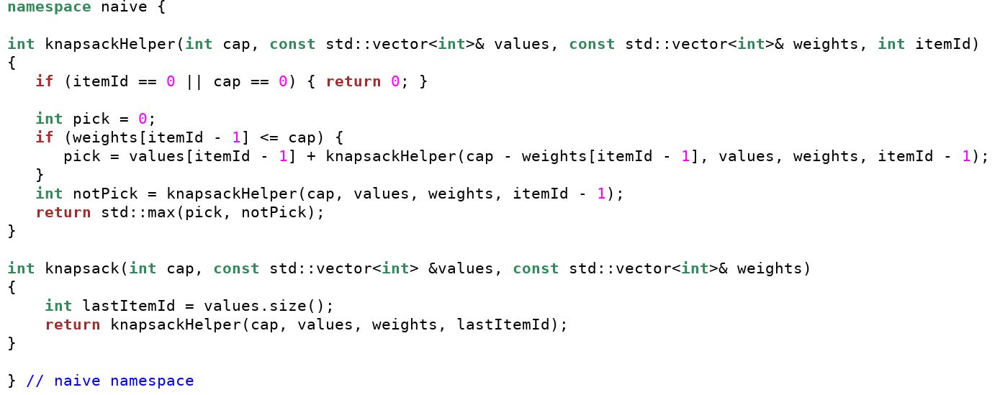 namespace naive {

int knapsackHelper(int cap, const std::vector<int>& values, const std::vector<int>& weights, int itemId)
{
   if (itemId == 0 || cap == 0) { return 0; }

   int pick = 0;
   if (weights[itemId - 1] <= cap) {
      pick = values[itemId - 1] + knapsackHelper(cap - weights[itemId - 1], values, weights, itemId - 1);
   }
   int notPick = knapsackHelper(cap, values, weights, itemId - 1);
   return std::max(pick, notPick);
}

int knapsack(int cap, const std::vector<int> &values, const std::vector<int>& weights)
{
    int lastItemId = values.size();
    return knapsackHelper(cap, values, weights, lastItemId);
}

} // naive namespace